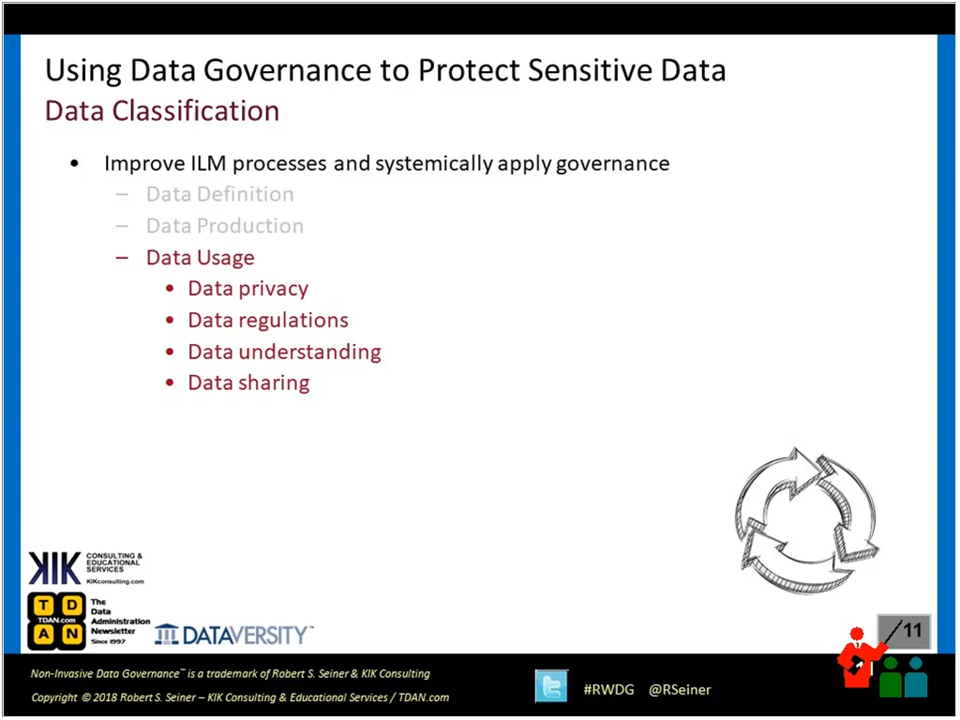 Using Data Governance to Protect Sensitive Data
Data Classification
• Improve ILM processes and systemically apply governance
– Data Definition
– Data Production
– Data Usage
• Data privacy
• Data regulations
• Data understanding
• Data sharing
KIK CONSULTING & EDUCATIONAL SERVICES
KIKconsulting.com
T D
TDAN.com
A N
The
Data
Administration
Newsletter
Since 1997
DATAVERSITY™
11
Non-Invasive Data Governance™ is a trademark of Robert S. Seiner & KIK Consulting
Copyright © 2018 Robert S. Seiner – KIK Consulting & Educational Services / TDAN.com
#RWDG @RSeiner